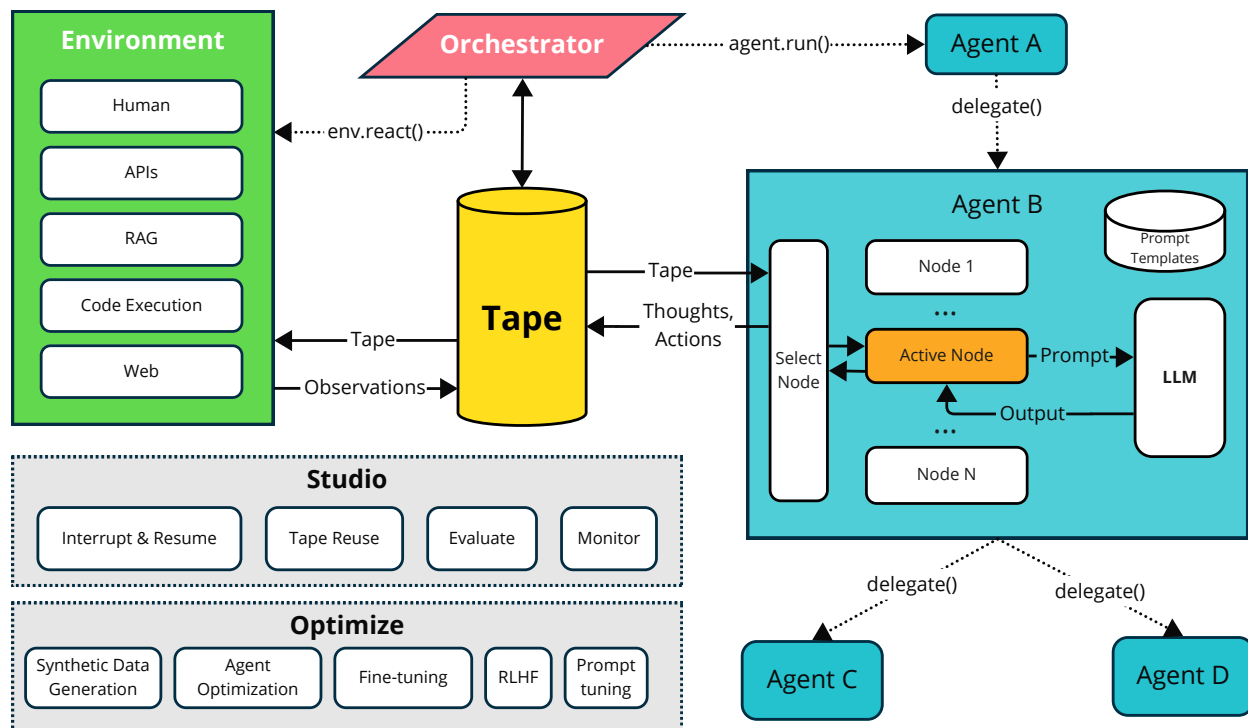 Environment
Human
APIs
RAG
Code Execution
Web
Orchestrator
agent.run()
Agent A
env.react()
delegate()
Tape
Tape
Thoughts,
Actions
Tape
Observations
Agent B
Prompt
Templates
Select
Node
Node 1
...
Active Node
Prompt
LLM
Output
...
Node N
delegate()
delegate()
Agent C
Agent D
Studio
Interrupt & Resume
Tape Reuse
Evaluate
Monitor
Optimize
Synthetic Data
Generation
Agent
Optimization
Fine-tuning
RLHF
Prompt
tuning